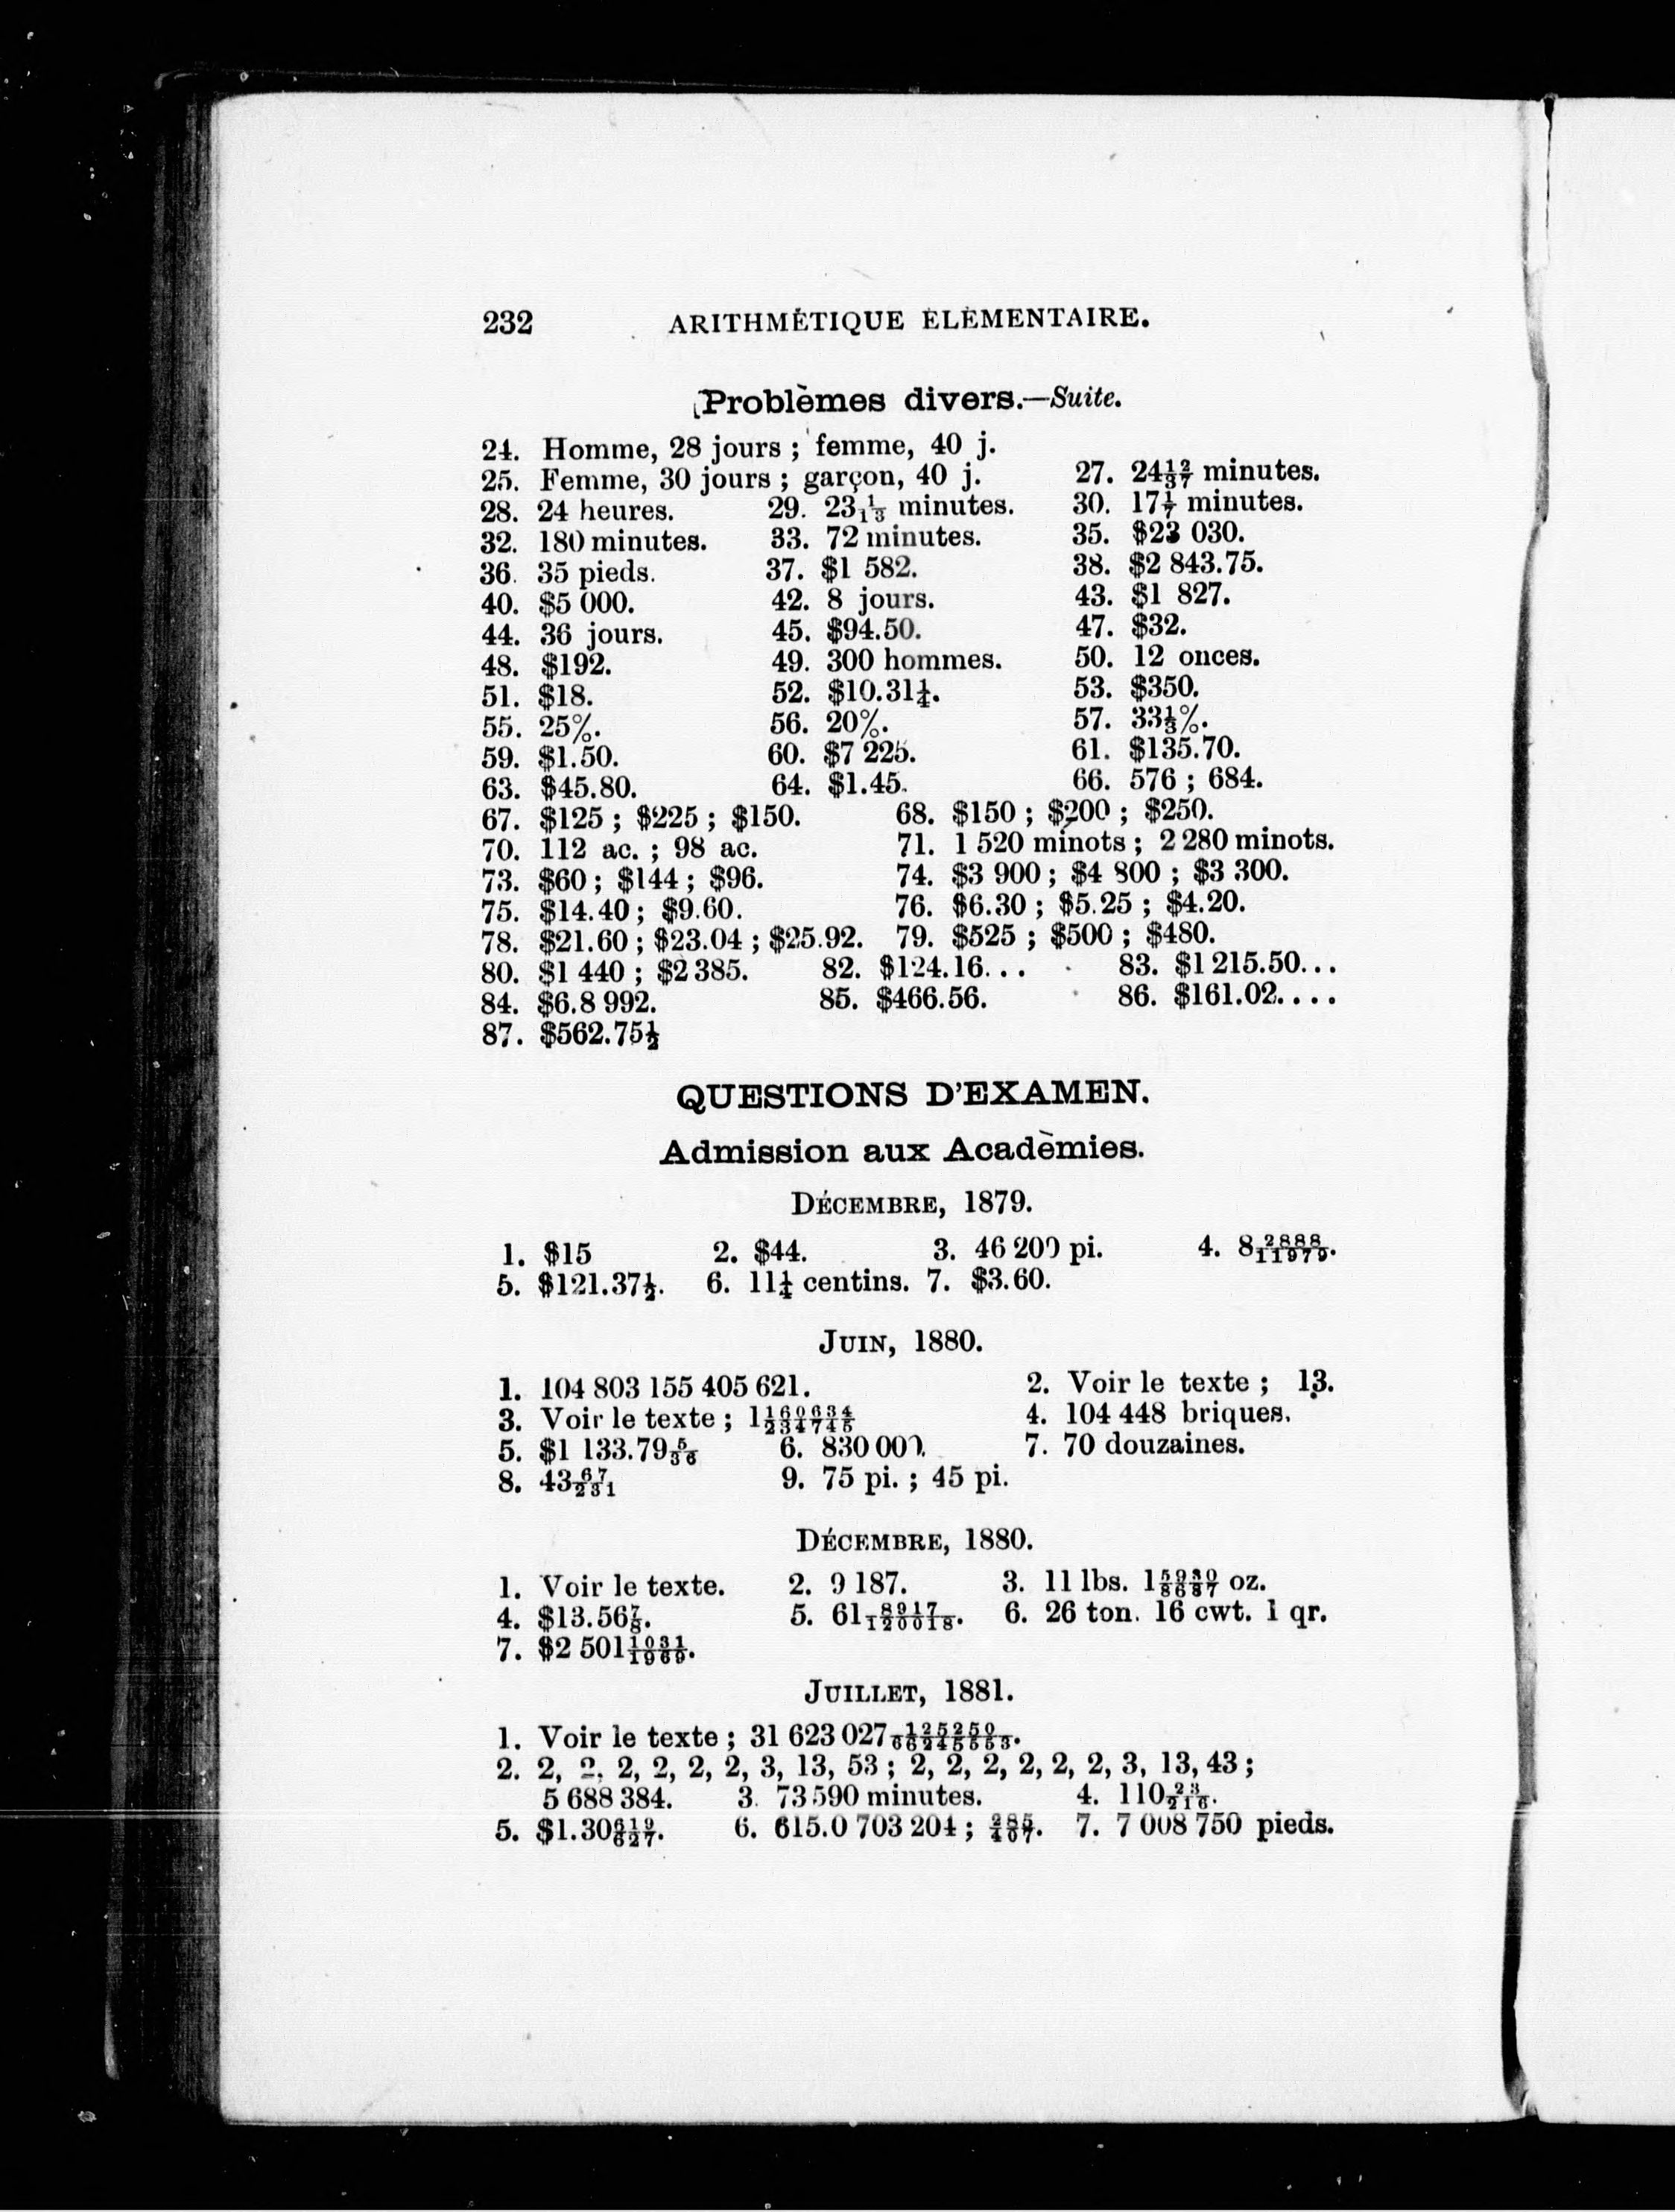 232 ARITHMÉTIQUE ÉLÉMENTAIRE.
Problèmes divers.—Suite.
24. Homme, 28 jours ; femme, 40 j.
25. Femme, 30 jours ; garçon, 40 j. 27. 24 12/37 minutes.
28. 24 heures. 29. 23 1/13 minutes. 30. 17 1/7 minutes.
32. 180 minutes. 33. 72 minutes. 35. $23 030.
36. 35 pieds. 37. $1 582. 38. $2 843.75.
40. $5 000. 42. 8 jours. 43. $1 827.
44. 36 jours. 45. $94.50. 47. $32.
48. $192. 49. 300 hommes. 50. 12 onces.
51. $18. 52. $10.31¼. 53. $350.
55. 25%. 56. 20%. 57. 33⅓%.
59. $1.50. 60. $7 225. 61. $135.70.
63. $45.80. 64. $1.45. 66. 576 ; 684.
67. $125 ; $225 ; $150. 68. $150 ; $200 ; $250.
70. 112 ac. ; 98 ac. 71. 1 520 minots ; 2 280 minots.
73. $60 ; $144 ; $96. 74. $3 900 ; $4 800 ; $3 300.
75. $14.40 ; $9.60. 76. $6.30 ; $5.25 ; $4.20.
78. $21.60 ; $23.04 ; $25.92. 79. $525 ; $500 ; $480.
80. $1 440 ; $2 385. 82. $124.16... 83. $1 215.50...
84. $6.8 992. 85. $466.56. 86. $161.02....
87. $562.75½
QUESTIONS D'EXAMEN.
Admission aux Acadèmies.
DÉCEMBRE, 1879.
1. $15 2. $44. 3. 46 200 pi. 4. 8 2888/11979.
5. $121.37½. 6. 11¼ centins. 7. $3.60.
JUIN, 1880.
1. 104 803 155 405 621. 2. Voir le texte ; 13.
3. Voir le texte ; 1 160634/234745 4. 104 448 briques.
5. $1 133.79 5/36 6. 830 000. 7. 70 douzaines.
8. 43 67/231 9. 75 pi. ; 45 pi.
DÉCEMBRE, 1880.
1. Voir le texte. 2. 9 187. 3. 11 lbs. 1 5930/8687 oz.
4. $13.56⅞. 5. 61 8917/120018. 6. 26 ton. 16 cwt. 1 qr.
7. $2 501 1031/1969.
JUILLET, 1881.
1. Voir le texte ; 31 623 027
2. 2, 2, 2, 2, 2, 2, 3, 13, 53 ; 2, 2, 2, 2, 2, 2, 3, 13, 43 ;
5 688 384. 3. 73 590 minutes. 4. 110 23/216.
5. $1.30 619/627. 6. 615.0 703 204 ; 285/407. 7. 7 008 750 pieds.